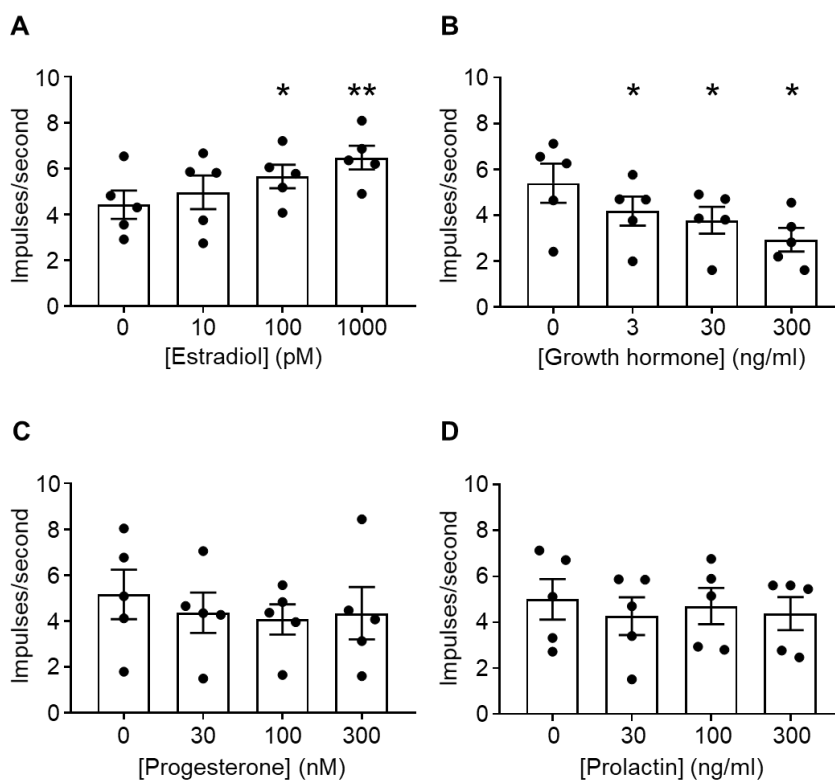 A
Impulses/second
10
8
6
4
2
0
* **
0 10 100 1000
[Estradiol] (pM)
B
Impulses/second
10
8
6
4
2
0
* * *
0 3 30 300
[Growth hormone] (ng/ml)
C
Impulses/second
10
8
6
4
2
0
0 30 100 300
[Progesterone] (nM)
D
Impulses/second
10
8
6
4
2
0
0 30 100 300
[Prolactin] (ng/ml)